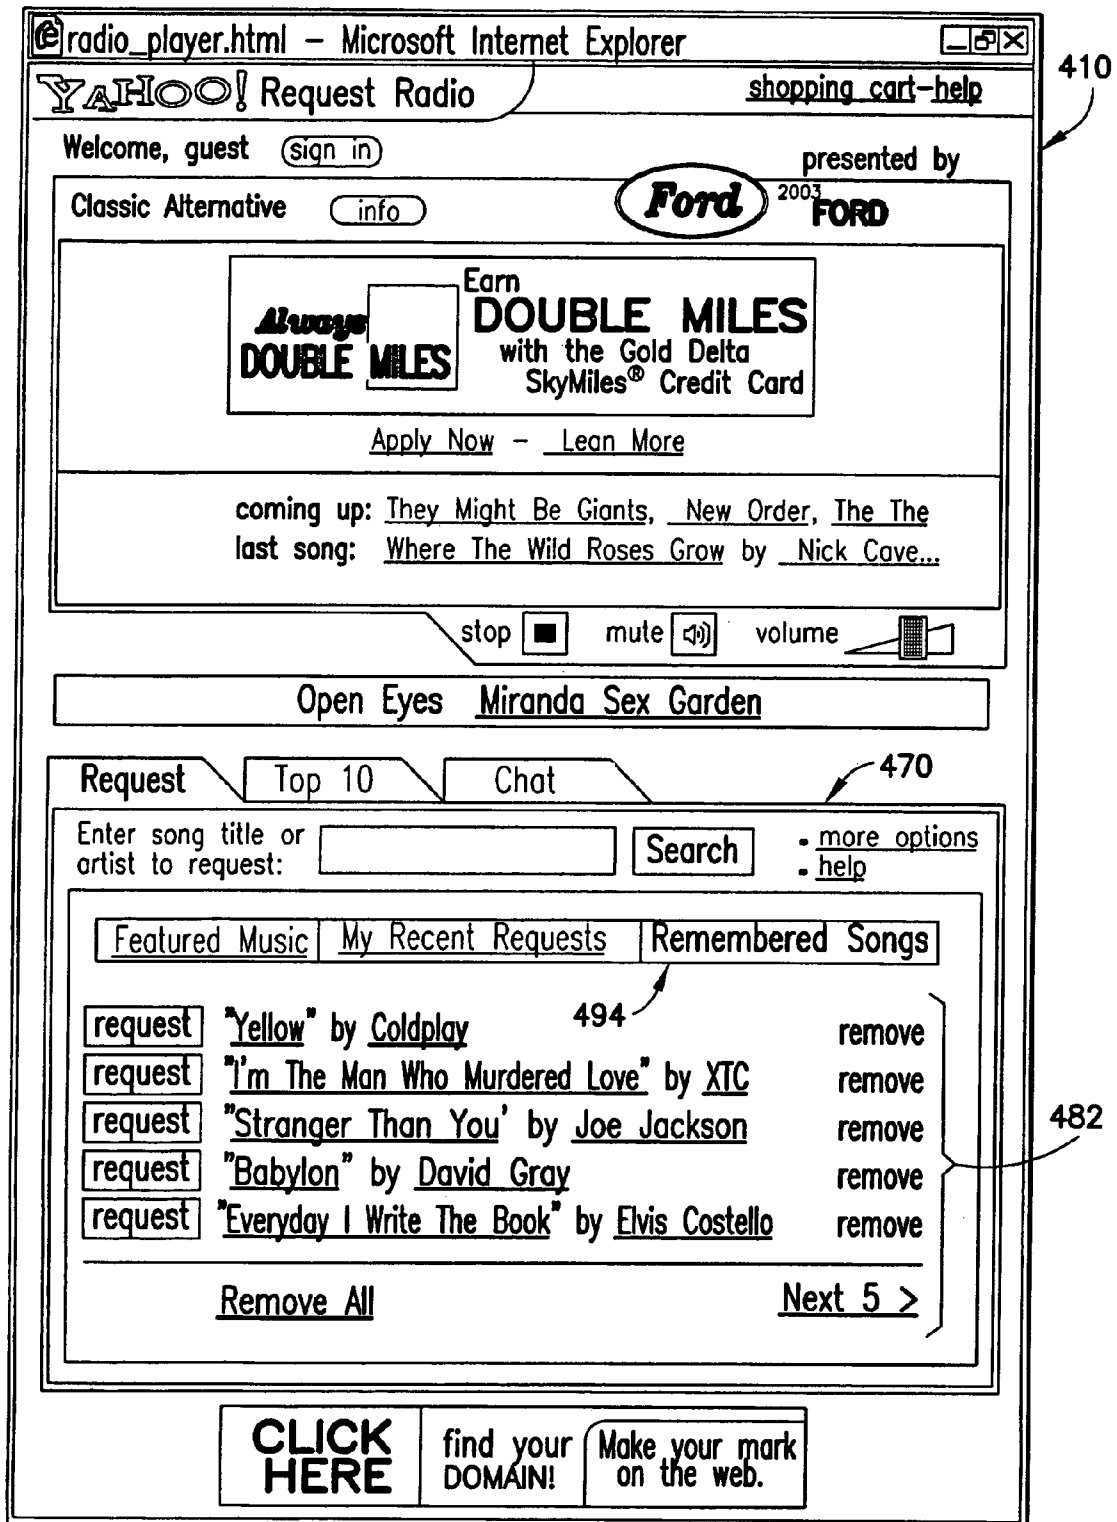 radio_player.html – Microsoft Internet Explorer
410
YAHOO! Request Radio shopping cart-help
Welcome, guest sign in
presented by
Classic Alternative info Ford 2003 FORD
Earn
Always DOUBLE MILES
DOUBLE MILES with the Gold Delta
SkyMiles® Credit Card
Apply Now – Lean More
coming up: They Might Be Giants, New Order, The The
last song: Where The Wild Roses Grow by Nick Cave...
stop mute volume
Open Eyes Miranda Sex Garden
Request Top 10 Chat 470
Enter song title or
artist to request: Search
• more options
• help
Featured Music My Recent Requests Remembered Songs
494
request "Yellow" by Coldplay remove
request "I'm The Man Who Murdered Love" by XTC remove
request "Stranger Than You' by Joe Jackson remove
482
request "Babylon" by David Gray remove
request "Everyday I Write The Book" by Elvis Costello remove
Remove All Next 5 >
CLICK
HERE
find your
DOMAIN!
Make your mark
on the web.